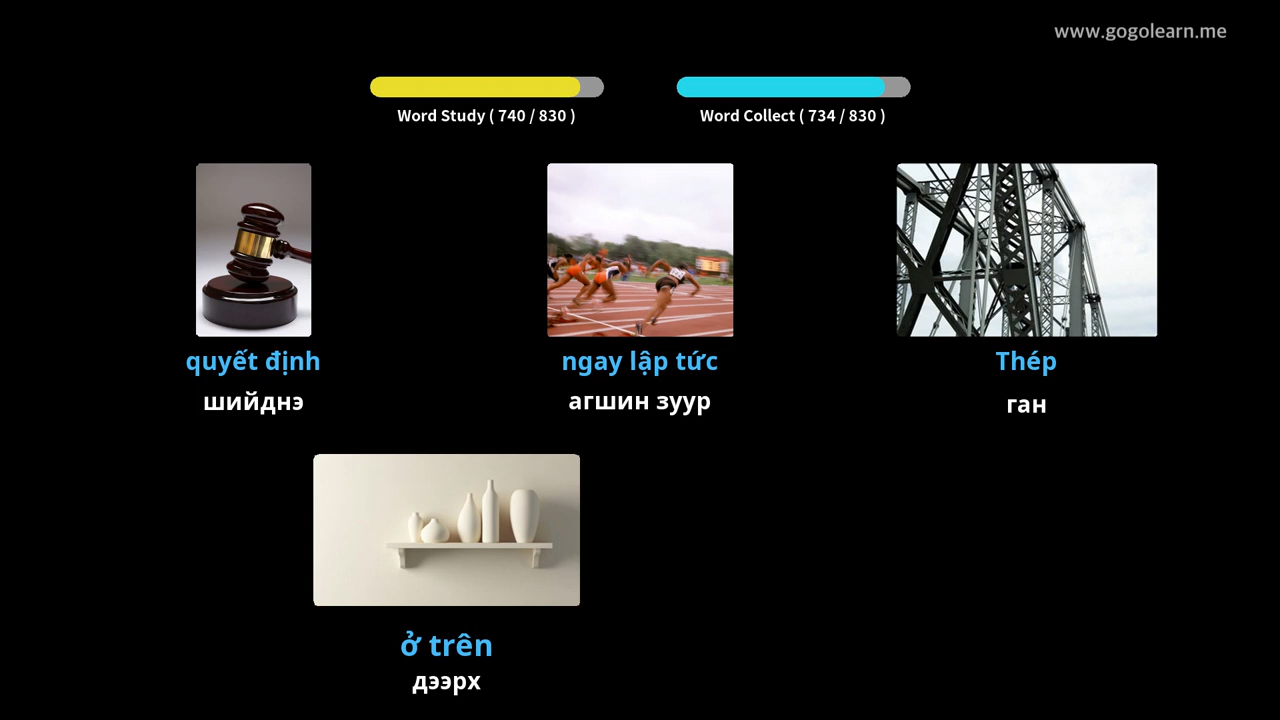 www.gogolearn.me
Word Study ( 740 / 830 )
Word Collect ( 734 / 830 )
quyết định
шийднэ
ngay lập tức
агшин зуур
Thép
ган
ở trên
дээрх